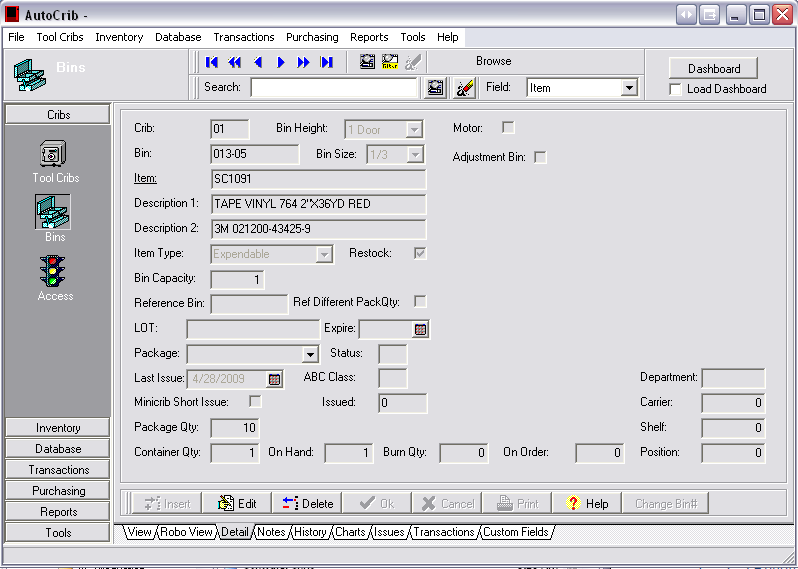 AutoCrib -
File Tool Cribs Inventory Database Transactions Purchasing Reports Tools Help
Bins
Browse
filter
Search: Field: Item
Dashboard
Load Dashboard
Cribs
Tool Cribs
Bins
Access
Inventory
Database
Transactions
Purchasing
Reports
Tools
Crib: 01 Bin Height: 1 Door Motor:
Bin: 013-05 Bin Size: 1/3 Adjustment Bin:
Item: SC1091
Description 1: TAPE VINYL 764 2"X36YD RED
Description 2: 3M 021200-43425-9
Item Type: Expendable Restock:
Bin Capacity: 1
Reference Bin: Ref Different PackQty:
LOT: Expire:
Package: Status:
Last Issue: 4/28/2009 ABC Class: Department:
Minicrib Short Issue: Issued: 0 Carrier: 0
Package Qty: 10 Shelf: 0
Container Qty: 1 On Hand: 1 Burn Qty: 0 On Order: 0 Position: 0
Insert Edit Delete Ok Cancel Print Help Change Bin#
View Robo View Detail Notes History Charts Issues Transactions Custom Fields